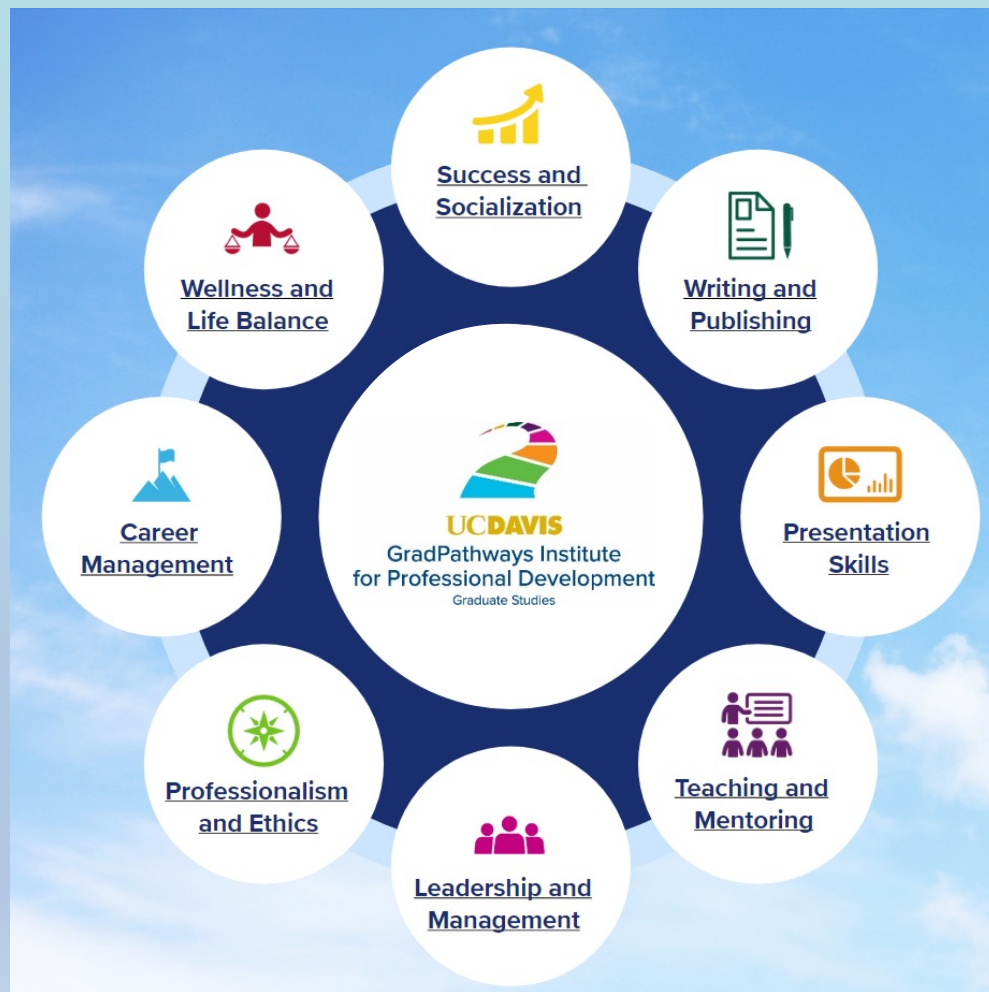 Success and
Socialization
Writing and
Publishing
Presentation
Skills
Teaching and
Mentoring
Leadership and
Management
Professionalism
and Ethics
Career
Management
Wellness and
Life Balance
UCDAVIS
GradPathways Institute
for Professional Development
Graduate Studies